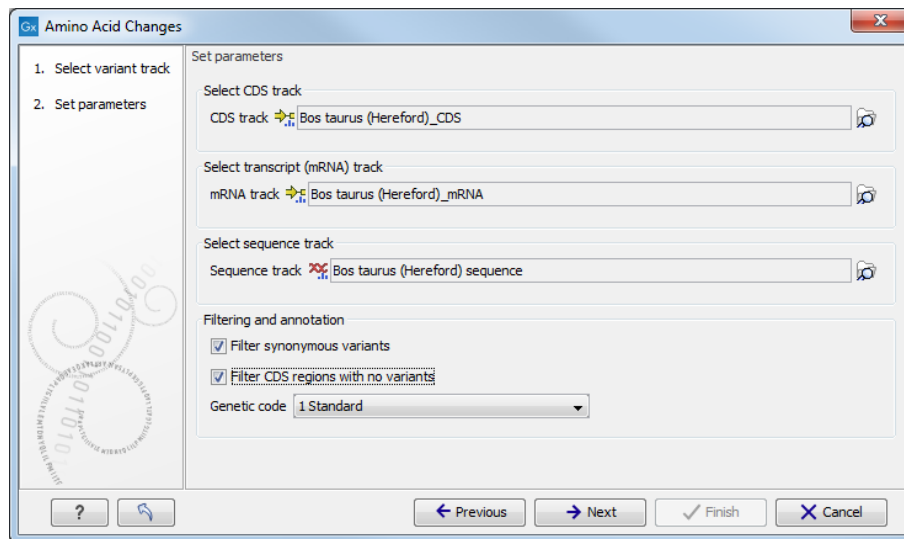 Gx Amino Acid Changes
1. Select variant track
2. Set parameters
Set parameters
Select CDS track
CDS track Bos taurus (Hereford)_CDS
Select transcript (mRNA) track
mRNA track Bos taurus (Hereford)_mRNA
Select sequence track
Sequence track Bos taurus (Hereford) sequence
Filtering and annotation
Filter synonymous variants
Filter CDS regions with no variants
Genetic code 1 Standard
? Previous Next Finish Cancel